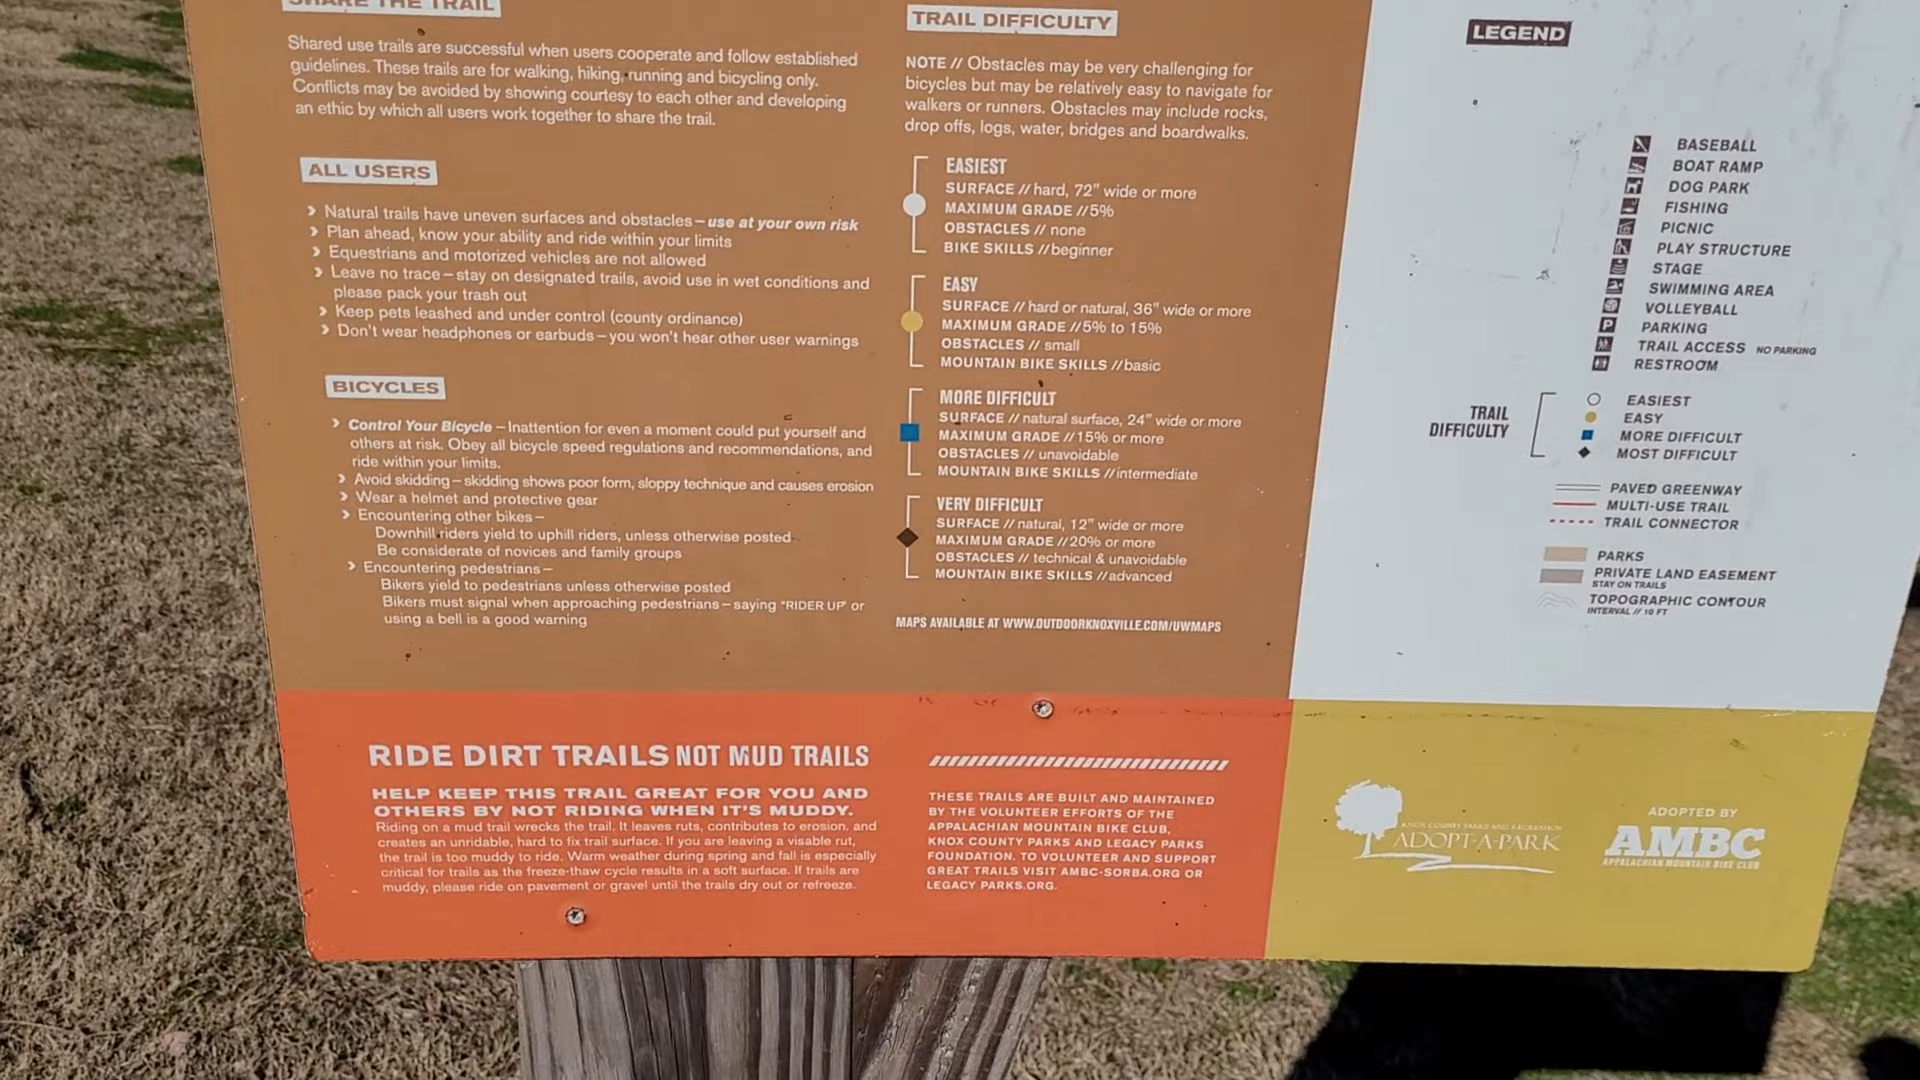 SHARE THE TRAIL
Shared use trails are successful when users cooperate and follow established
guidelines. These trails are for walking, hiking, running and bicycling only.
Conflicts may be avoided by showing courtesy to each other and developing
an ethic by which all users work together to share the trail.
ALL USERS
› Natural trails have uneven surfaces and obstacles – use at your own risk
› Plan ahead, know your ability and ride within your limits
› Equestrians and motorized vehicles are not allowed
› Leave no trace – stay on designated trails, avoid use in wet conditions and
please pack your trash out
› Keep pets leashed and under control (county ordinance)
› Don't wear headphones or earbuds – you won't hear other user warnings
BICYCLES
› Control Your Bicycle – Inattention for even a moment could put yourself and
others at risk. Obey all bicycle speed regulations and recommendations, and
ride within your limits.
› Avoid skidding – skidding shows poor form, sloppy technique and causes erosion
› Wear a helmet and protective gear
› Encountering other bikes –
Downhill riders yield to uphill riders, unless otherwise posted
Be considerate of novices and family groups
› Encountering pedestrians –
Bikers yield to pedestrians unless otherwise posted
Bikers must signal when approaching pedestrians – saying "RIDER UP" or
using a bell is a good warning
TRAIL DIFFICULTY
NOTE // Obstacles may be very challenging for
bicycles but may be relatively easy to navigate for
walkers or runners. Obstacles may include rocks,
drop offs, logs, water, bridges and boardwalks.
EASIEST
SURFACE // hard, 72" wide or more
MAXIMUM GRADE // 5%
OBSTACLES // none
BIKE SKILLS // beginner
EASY
SURFACE // hard or natural, 36" wide or more
MAXIMUM GRADE // 5% to 15%
OBSTACLES // small
MOUNTAIN BIKE SKILLS // basic
MORE DIFFICULT
SURFACE // natural surface, 24" wide or more
MAXIMUM GRADE // 15% or more
OBSTACLES // unavoidable
MOUNTAIN BIKE SKILLS // intermediate
VERY DIFFICULT
SURFACE // natural, 12" wide or more
MAXIMUM GRADE // 20% or more
OBSTACLES // technical & unavoidable
MOUNTAIN BIKE SKILLS // advanced
MAPS AVAILABLE AT WWW.OUTDOORKNOXVILLE.COM/UWMAPS
LEGEND
BASEBALL
BOAT RAMP
DOG PARK
FISHING
PICNIC
PLAY STRUCTURE
STAGE
SWIMMING AREA
VOLLEYBALL
P PARKING
TRAIL ACCESS NO PARKING
RESTROOM
TRAIL
DIFFICULTY
EASIEST
EASY
MORE DIFFICULT
MOST DIFFICULT
PAVED GREENWAY
MULTI-USE TRAIL
TRAIL CONNECTOR
PARKS
PRIVATE LAND EASEMENT
STAY ON TRAILS
TOPOGRAPHIC CONTOUR
INTERVAL // 10 FT
RIDE DIRT TRAILS NOT MUD TRAILS
HELP KEEP THIS TRAIL GREAT FOR YOU AND
OTHERS BY NOT RIDING WHEN IT'S MUDDY.
Riding on a mud trail wrecks the trail. It leaves ruts, contributes to erosion, and
creates an unridable, hard to fix trail surface. If you are leaving a visable rut,
the trail is too muddy to ride. Warm weather during spring and fall is especially
critical for trails as the freeze-thaw cycle results in a soft surface. If trails are
muddy, please ride on pavement or gravel until the trails dry out or refreeze.
THESE TRAILS ARE BUILT AND MAINTAINED
BY THE VOLUNTEER EFFORTS OF THE
APPALACHIAN MOUNTAIN BIKE CLUB,
KNOX COUNTY PARKS AND LEGACY PARKS
FOUNDATION. TO VOLUNTEER AND SUPPORT
GREAT TRAILS VISIT AMBC-SORBA.ORG OR
LEGACY PARKS.ORG.
KNOX COUNTY PARKS AND RECREATION
ADOPT-A-PARK
ADOPTED BY
AMBC
APPALACHIAN MOUNTAIN BIKE CLUB